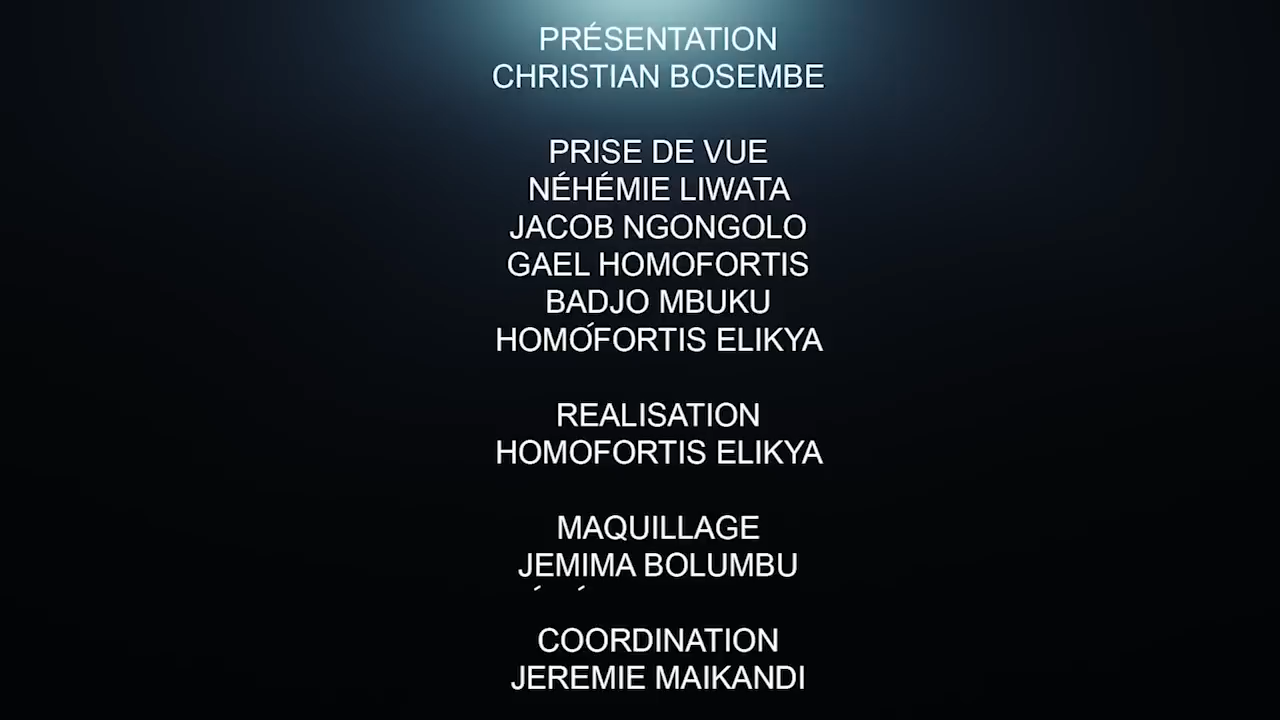 PRÉSENTATION
CHRISTIAN BOSEMBE
PRISE DE VUE
NÉHÉMIE LIWATA
JACOB NGONGOLO
GAEL HOMOFORTIS
BADJO MBUKU
HOMOFORTIS ELIKYA
REALISATION
HOMOFORTIS ELIKYA
MAQUILLAGE
JEMIMA BOLUMBU
COORDINATION
JEREMIE MAIKANDI